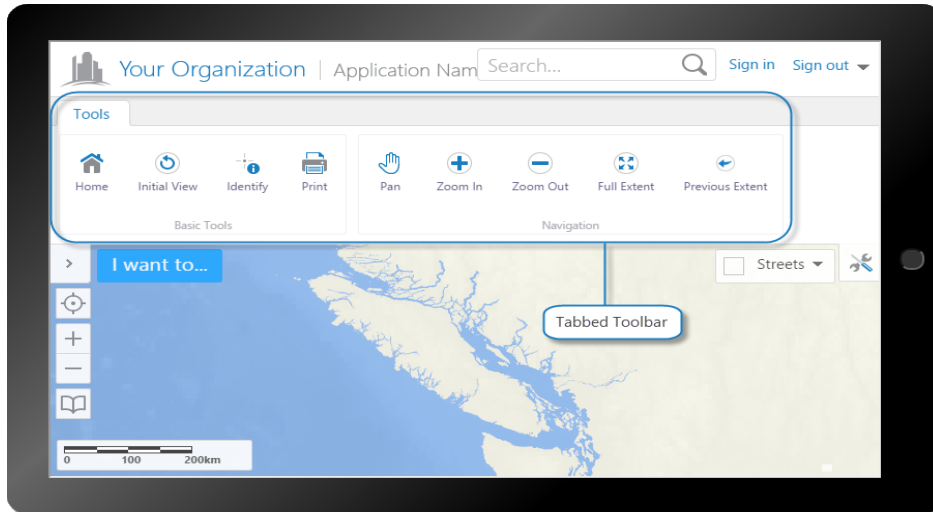 Your Organization | Application Nam Search... Sign in Sign out
Tools
Home Initial View Identify Print Pan Zoom In Zoom Out Full Extent Previous Extent
Basic Tools Navigation
I want to... Streets
Tabbed Toolbar
0 100 200km